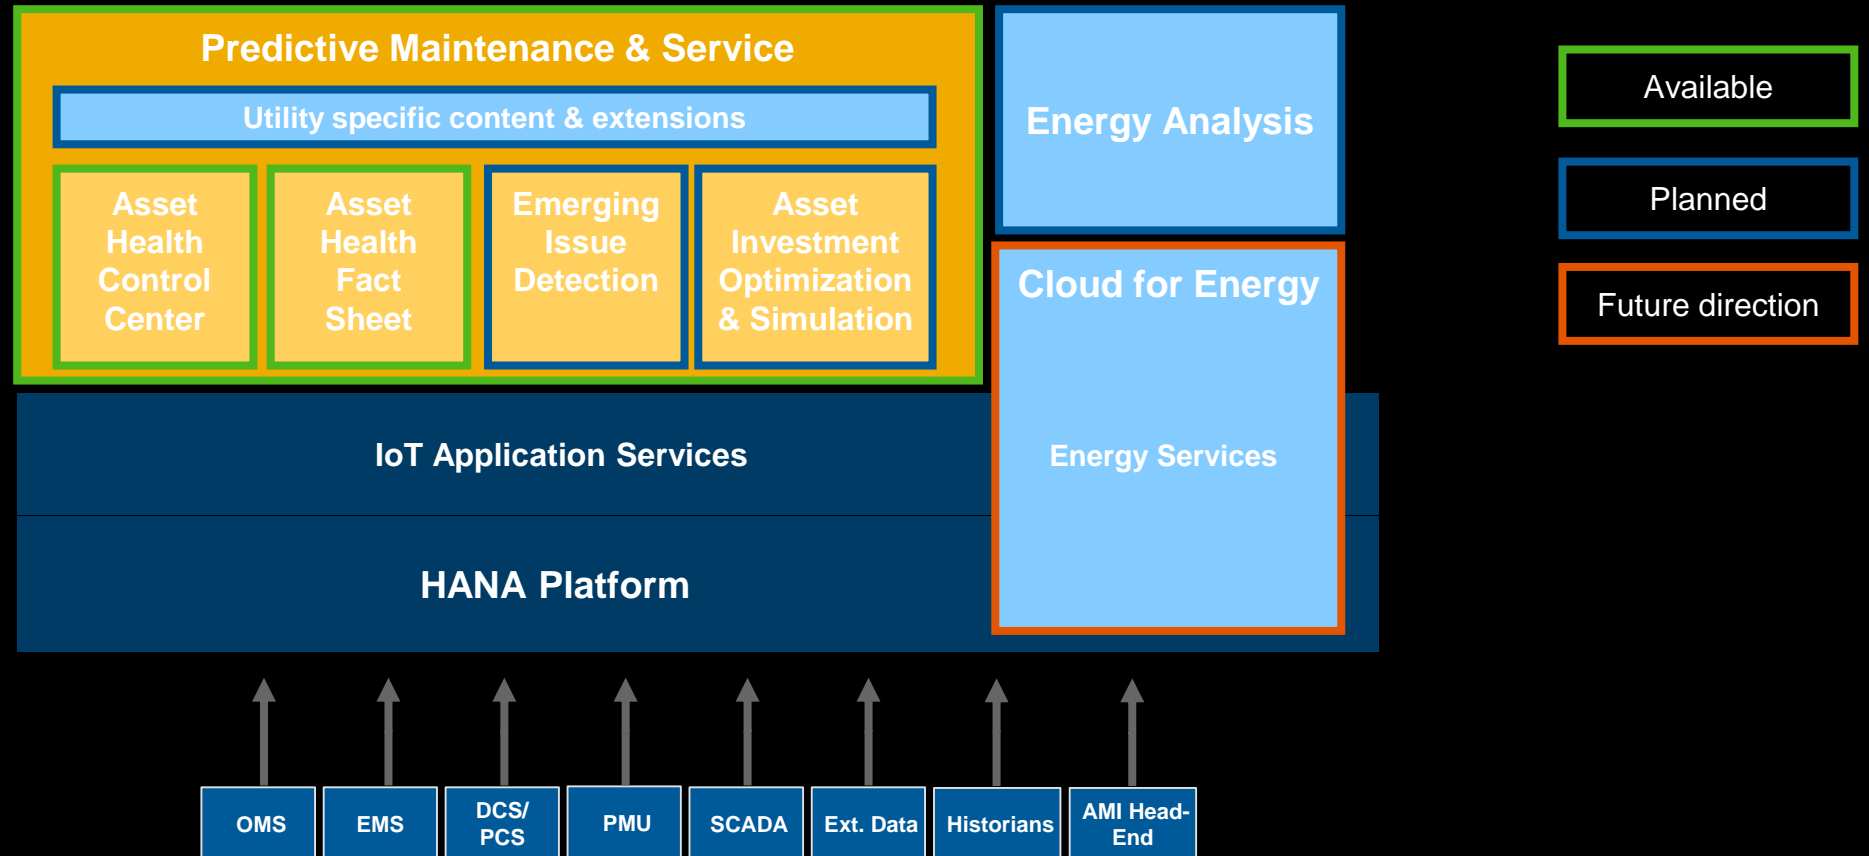 Predictive Maintenance & Service
Utility specific content & extensions
Asset
Health
Control
Center
Asset
Health
Fact
Sheet
Emerging
Issue
Detection
Asset
Investment
Optimization
& Simulation
Energy Analysis
Cloud for Energy
Energy Services
IoT Application Services
HANA Platform
OMS
EMS
DCS/
PCS
PMU
SCADA
Ext. Data
Historians
AMI Head-
End
Available
Planned
Future direction